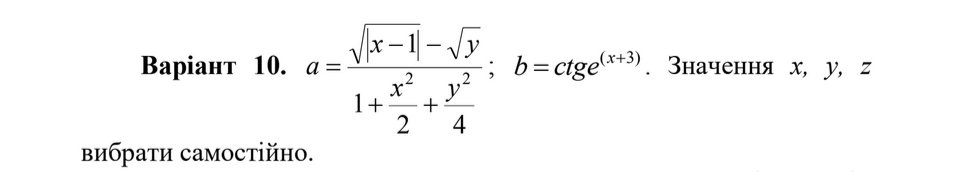 Варіант 10. a = (√|x − 1| − √y) / (1 + x²/2 + y²/4) ; b = ctge^(x+3) . Значення x, y, z
вибрати самостійно.